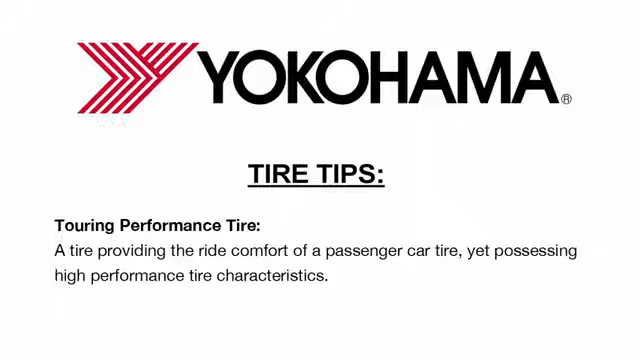 YOKOHAMA®
TIRE TIPS:
Touring Performance Tire:
A tire providing the ride comfort of a passenger car tire, yet possessing
high performance tire characteristics.